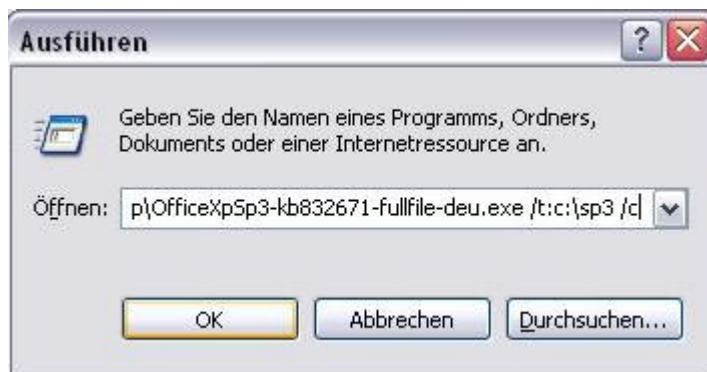 Ausführen
Geben Sie den Namen eines Programms, Ordners,
Dokuments oder einer Internetressource an.
Öffnen: p\OfficeXpSp3-kb832671-fullfile-deu.exe /t:c:\sp3 /c
OK Abbrechen Durchsuchen...